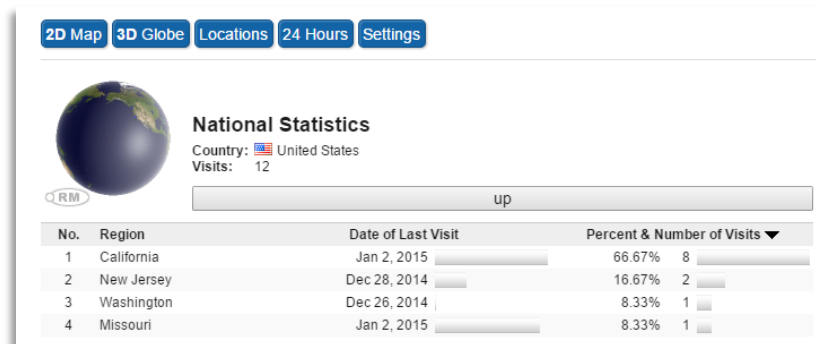 2D Map 3D Globe Locations 24 Hours Settings
National Statistics
Country: United States
Visits: 12
RM
up
No. Region Date of Last Visit Percent & Number of Visits
1 California Jan 2, 2015 66.67% 8
2 New Jersey Dec 28, 2014 16.67% 2
3 Washington Dec 26, 2014 8.33% 1
4 Missouri Jan 2, 2015 8.33% 1